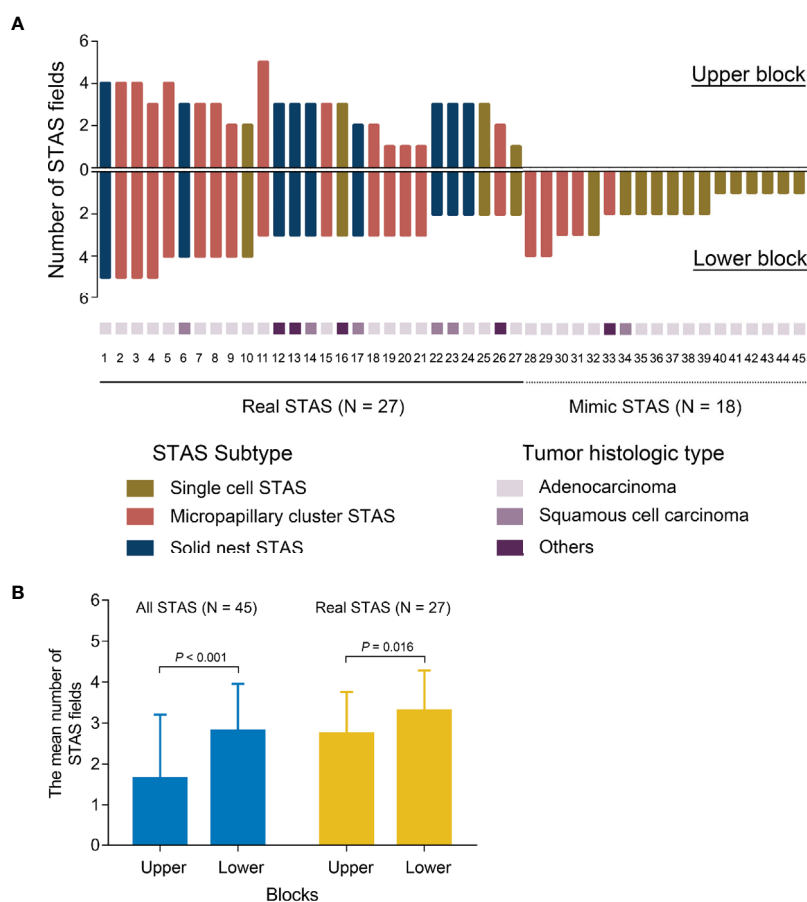 A
6
4
2
0
2
4
6
Number of STAS fields
Upper block
Lower block
1 2 3 4 5 6 7 8 9 10 11 12 13 14 15 16 17 18 19 20 21 22 23 24 25 26 27 28 29 30 31 32 33 34 35 36 37 38 39 40 41 42 43 44 45
Real STAS (N = 27) Mimic STAS (N = 18)
STAS Subtype
Single cell STAS
Micropapillary cluster STAS
Solid nest STAS
Tumor histologic type
Adenocarcinoma
Squamous cell carcinoma
Others
B
The mean number of
STAS fields
6
5
4
3
2
1
0
All STAS (N = 45) Real STAS (N = 27)
P < 0.001 P = 0.016
Upper Lower Upper Lower
Blocks